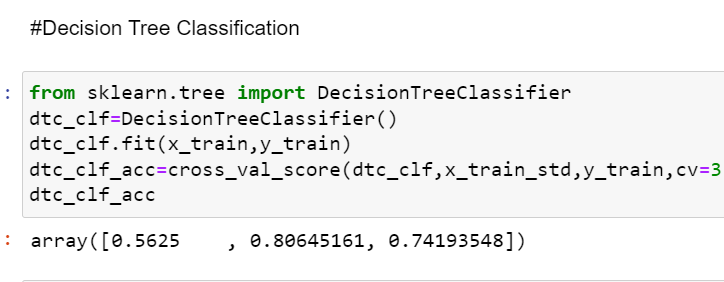 #Decision Tree Classification
: from sklearn.tree import DecisionTreeClassifier
dtc_clf=DecisionTreeClassifier()
dtc_clf.fit(x_train,y_train)
dtc_clf_acc=cross_val_score(dtc_clf,x_train_std,y_train,cv=3
dtc_clf_acc
: array([0.5625    , 0.80645161, 0.74193548])